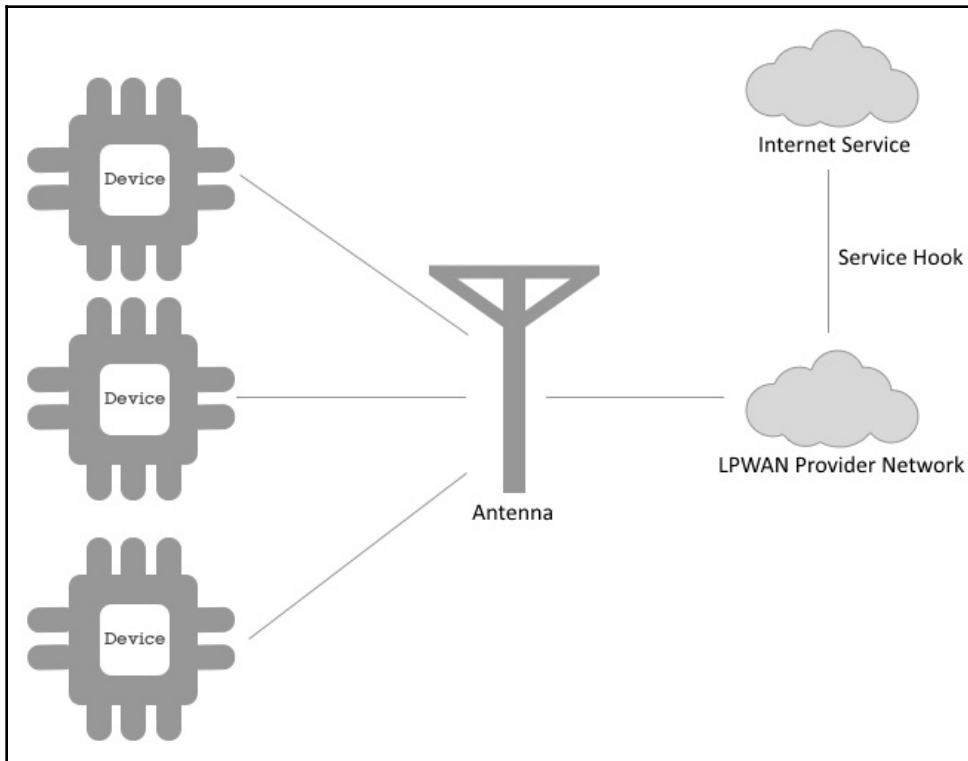 Device
Device
Device
Antenna
Internet Service
Service Hook
LPWAN Provider Network